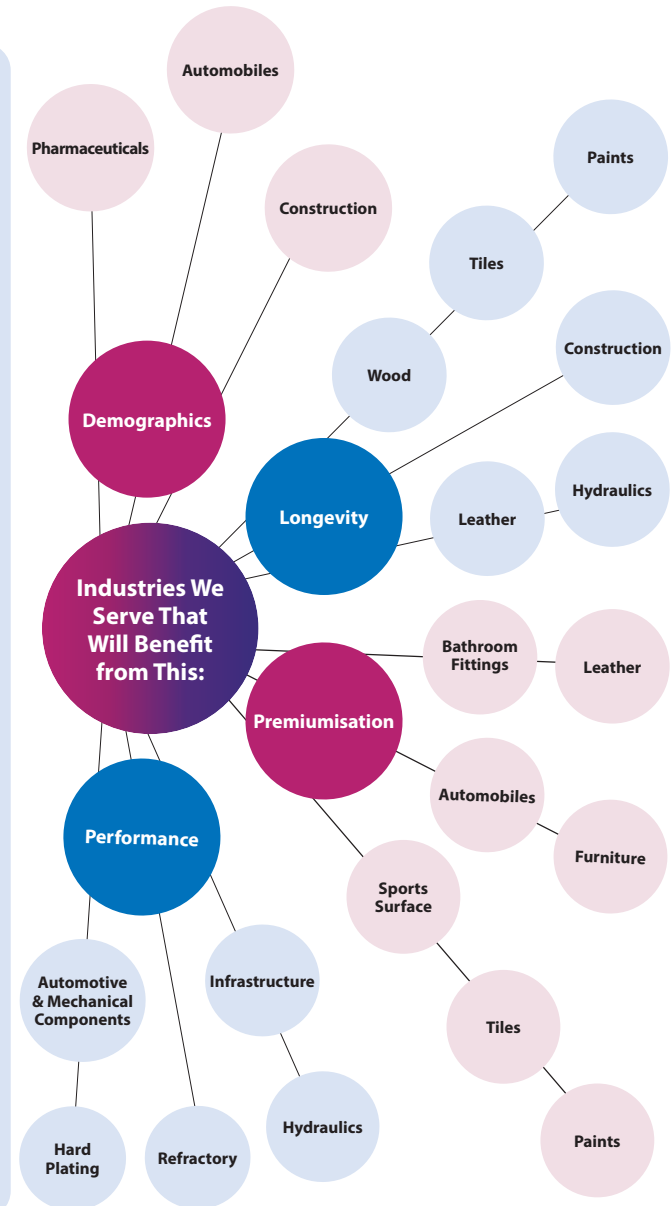 Automobiles
Pharmaceuticals
Construction
Demographics
Paints
Tiles
Wood
Construction
Longevity
Leather
Hydraulics
Industries We
Serve That
Will Benefit
from This:
Premiumisation
Bathroom
Fittings
Leather
Automobiles
Furniture
Sports
Surface
Tiles
Paints
Performance
Automotive
& Mechanical
Components
Hard
Plating
Refractory
Infrastructure
Hydraulics